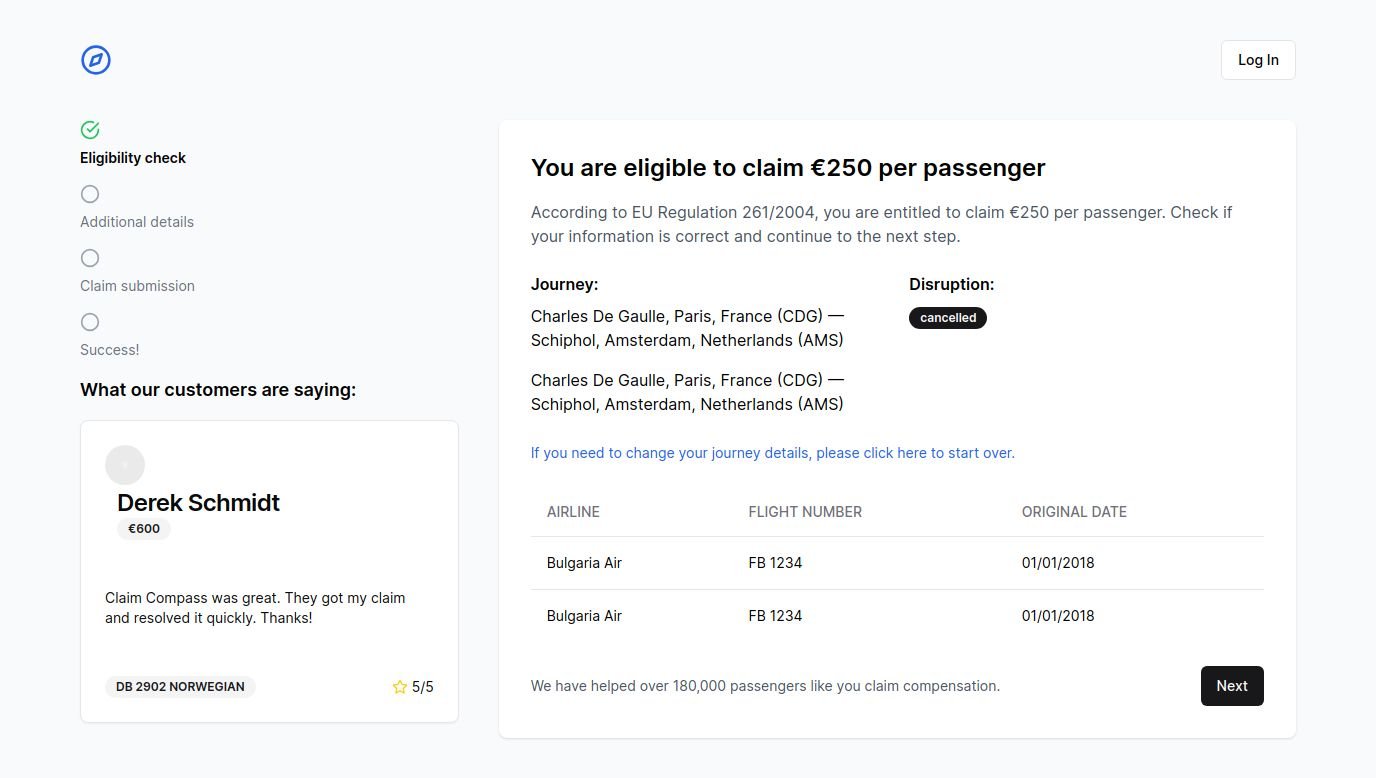 Log In
Eligibility check
Additional details
Claim submission
Success!
What our customers are saying:
Derek Schmidt
€600
Claim Compass was great. They got my claim
and resolved it quickly. Thanks!
DB 2902 NORWEGIAN
5/5
You are eligible to claim €250 per passenger
According to EU Regulation 261/2004, you are entitled to claim €250 per passenger. Check if
your information is correct and continue to the next step.
Journey:
Charles De Gaulle, Paris, France (CDG) —
Schiphol, Amsterdam, Netherlands (AMS)
Charles De Gaulle, Paris, France (CDG) —
Schiphol, Amsterdam, Netherlands (AMS)
Disruption:
cancelled
If you need to change your journey details, please click here to start over.
AIRLINE FLIGHT NUMBER ORIGINAL DATE
Bulgaria Air FB 1234 01/01/2018
Bulgaria Air FB 1234 01/01/2018
We have helped over 180,000 passengers like you claim compensation.
Next